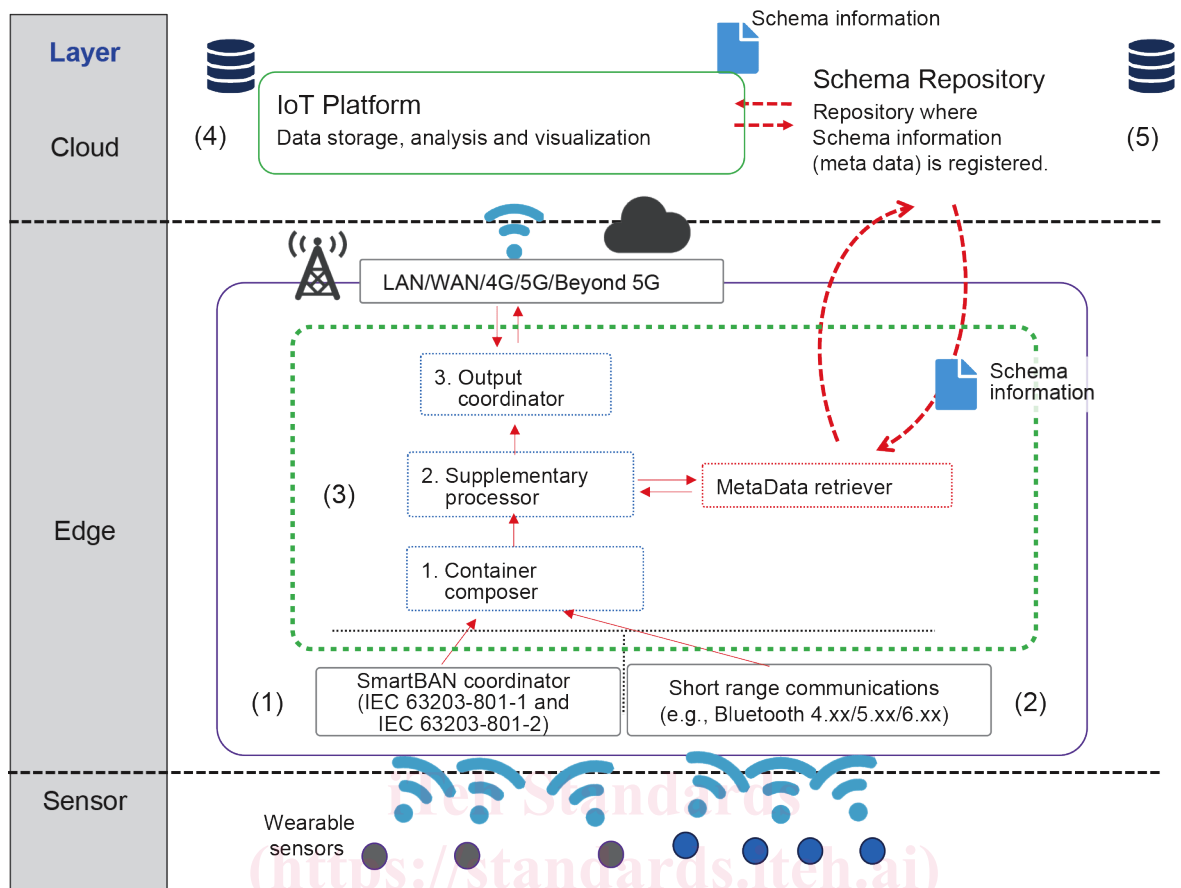 Layer
Cloud
Edge
Sensor
Schema information
(4)
IoT Platform
Data storage, analysis and visualization
Schema Repository
Repository where
Schema information
(meta data) is registered.
(5)
LAN/WAN/4G/5G/Beyond 5G
3. Output
coordinator
Schema
information
(3)
2. Supplementary
processor
MetaData retriever
1. Container
composer
(1)
SmartBAN coordinator
(IEC 63203-801-1 and
IEC 63203-801-2)
Short range communications
(e.g., Bluetooth 4.xx/5.xx/6.xx)
(2)
iTeh Standards
Wearable
sensors
(https://standards.iteh.ai)